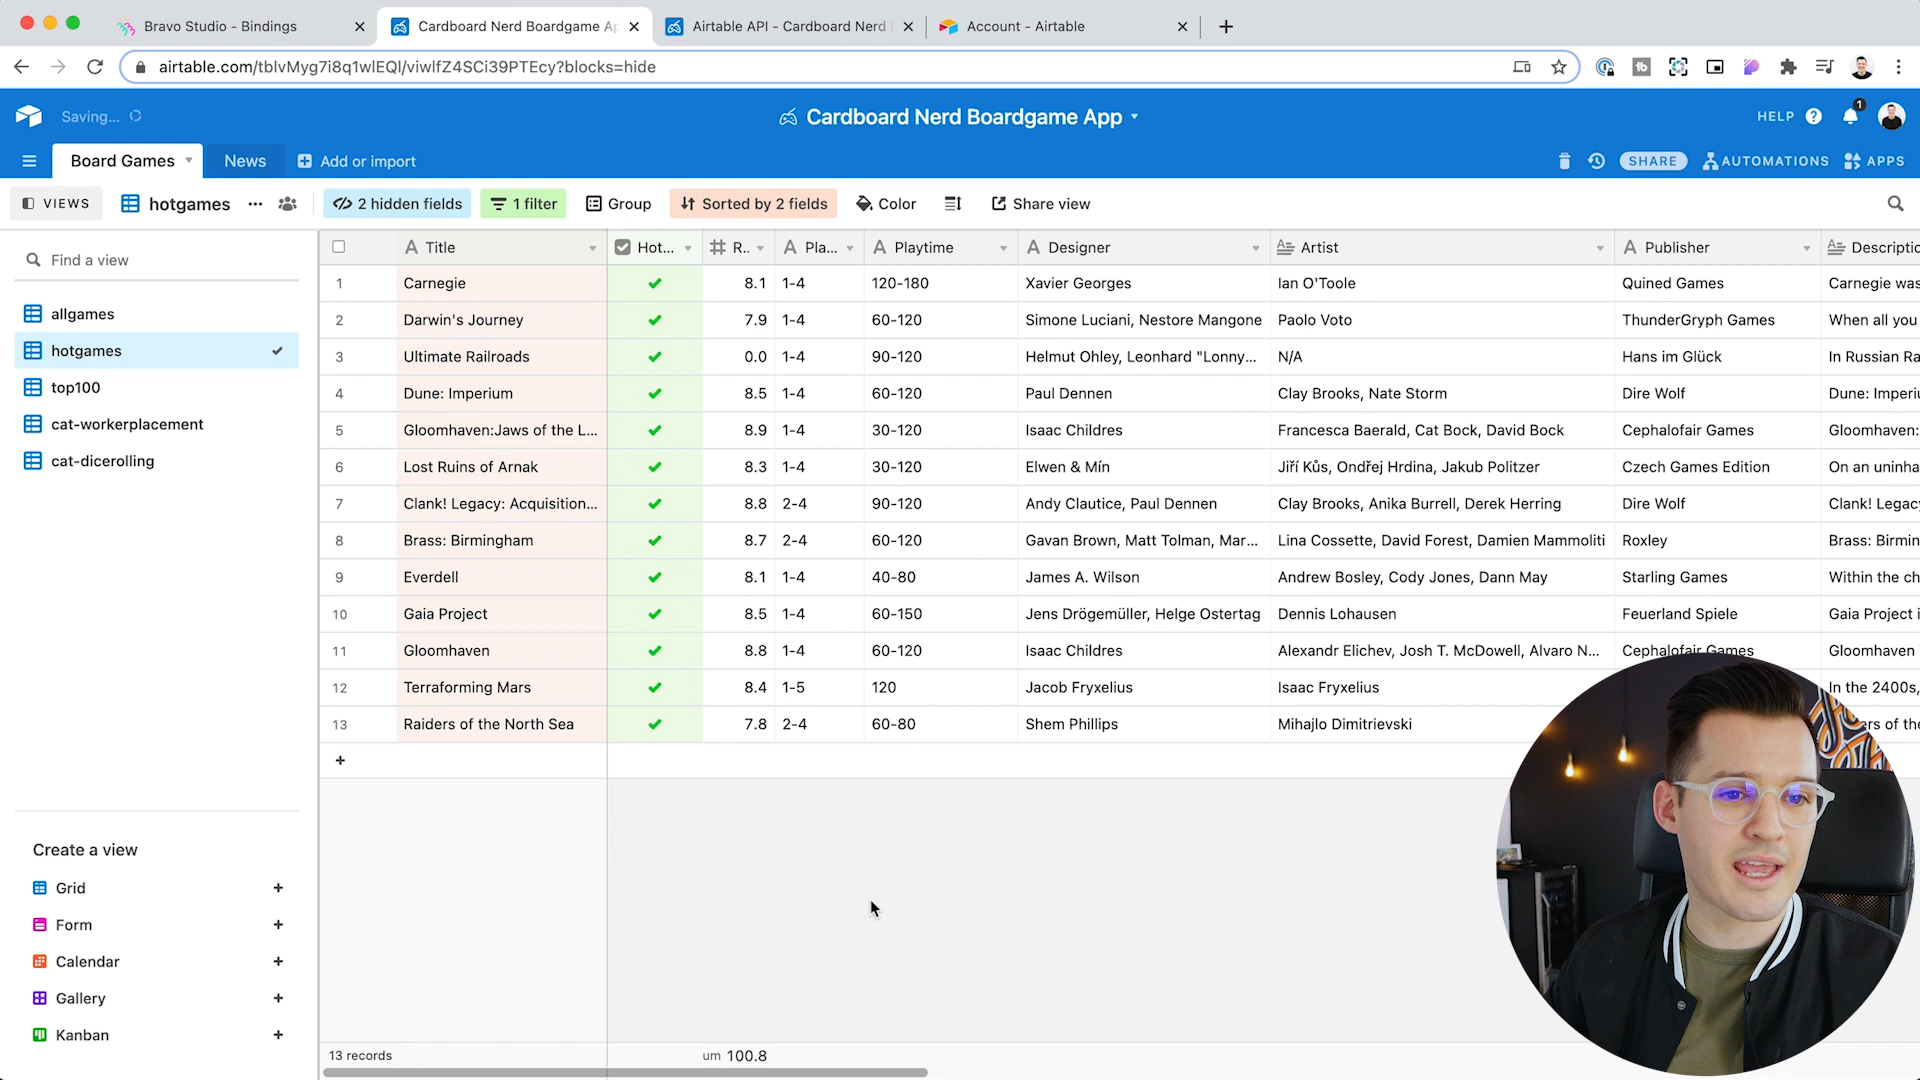 Bravo Studio - Bindings
Cardboard Nerd Boardgame Ap
Airtable API - Cardboard Nerd
Account - Airtable
airtable.com/tblvMyg7i8q1wlEQl/viwlfZ4SCi39PTEcy?blocks=hide
Saving...
Cardboard Nerd Boardgame App
HELP
1
Board Games
News
Add or import
SHARE
AUTOMATIONS
APPS
VIEWS
hotgames
2 hidden fields
1 filter
Group
Sorted by 2 fields
Color
Share view
Find a view
allgames
hotgames
top100
cat-workerplacement
cat-dicerolling
Create a view
Grid
Form
Calendar
Gallery
Kanban
Title Hot... R.. Pla... Playtime Designer Artist Publisher Descriptio
1 Carnegie 8.1 1-4 120-180 Xavier Georges Ian O'Toole Quined Games Carnegie was
2 Darwin's Journey 7.9 1-4 60-120 Simone Luciani, Nestore Mangone Paolo Voto ThunderGryph Games When all you
3 Ultimate Railroads 0.0 1-4 90-120 Helmut Ohley, Leonhard "Lonny... N/A Hans im Glück In Russian Ra
4 Dune: Imperium 8.5 1-4 60-120 Paul Dennen Clay Brooks, Nate Storm Dire Wolf Dune: Imperiu
5 Gloomhaven:Jaws of the L... 8.9 1-4 30-120 Isaac Childres Francesca Baerald, Cat Bock, David Bock Cephalofair Games Gloomhaven:
6 Lost Ruins of Arnak 8.3 1-4 30-120 Elwen & Mín Jiří Kůs, Ondřej Hrdina, Jakub Politzer Czech Games Edition On an uninha
7 Clank! Legacy: Acquisition... 8.8 2-4 90-120 Andy Clautice, Paul Dennen Clay Brooks, Anika Burrell, Derek Herring Dire Wolf Clank! Legacy
8 Brass: Birmingham 8.7 2-4 60-120 Gavan Brown, Matt Tolman, Mar... Lina Cossette, David Forest, Damien Mammoliti Roxley Brass: Birmin
9 Everdell 8.1 1-4 40-80 James A. Wilson Andrew Bosley, Cody Jones, Dann May Starling Games Within the ch
10 Gaia Project 8.5 1-4 60-150 Jens Drögemüller, Helge Ostertag Dennis Lohausen Feuerland Spiele Gaia Project i
11 Gloomhaven 8.8 1-4 60-120 Isaac Childres Alexandr Elichev, Josh T. McDowell, Alvaro N... Cephalofair Games Gloomhaven
12 Terraforming Mars 8.4 1-5 120 Jacob Fryxelius Isaac Fryxelius In the 2400s,
13 Raiders of the North Sea 7.8 2-4 60-80 Shem Phillips Mihajlo Dimitrievski ers of the
13 records
um 100.8